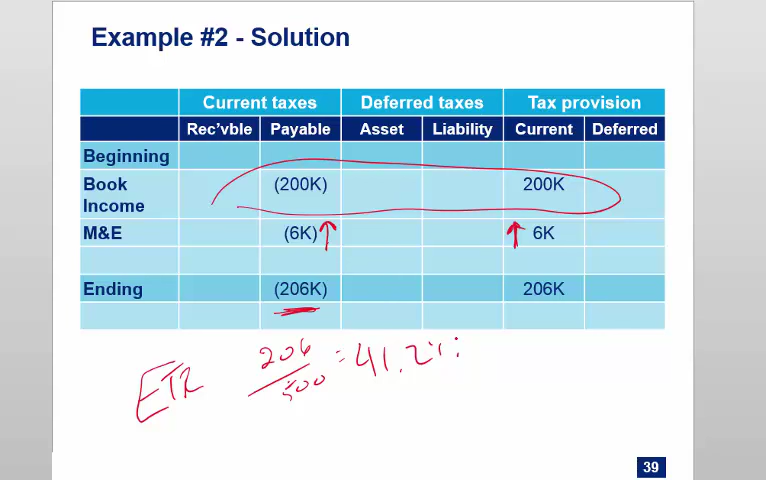 Example #2 - Solution
Current taxes Deferred taxes Tax provision
Rec'vble Payable Asset Liability Current Deferred
Beginning
Book Income (200K) 200K
M&E (6K) 6K
Ending (206K) 206K
ETR 206/500 = 41.2%
39